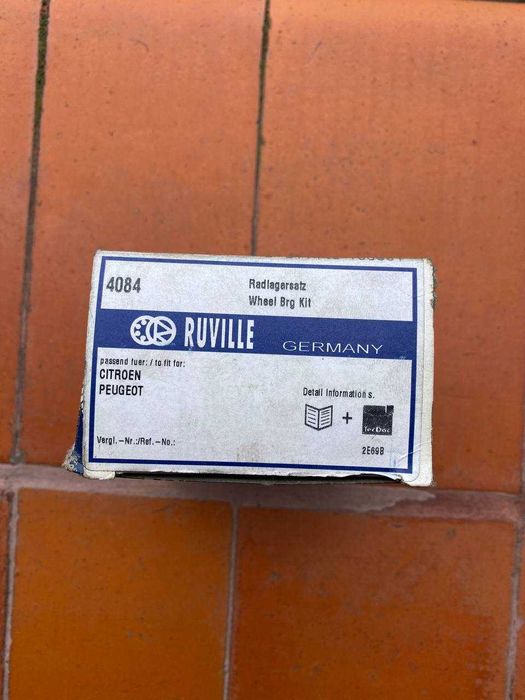 4084
Radlagersatz
Wheel Brg Kit
RUVILLE GERMANY
passend fuer: / to fit for:
CITROEN
PEUGEOT
Detail Information s.
+
TecDoc
Vergl.-Nr.:/Ref.-No.:
2E69B